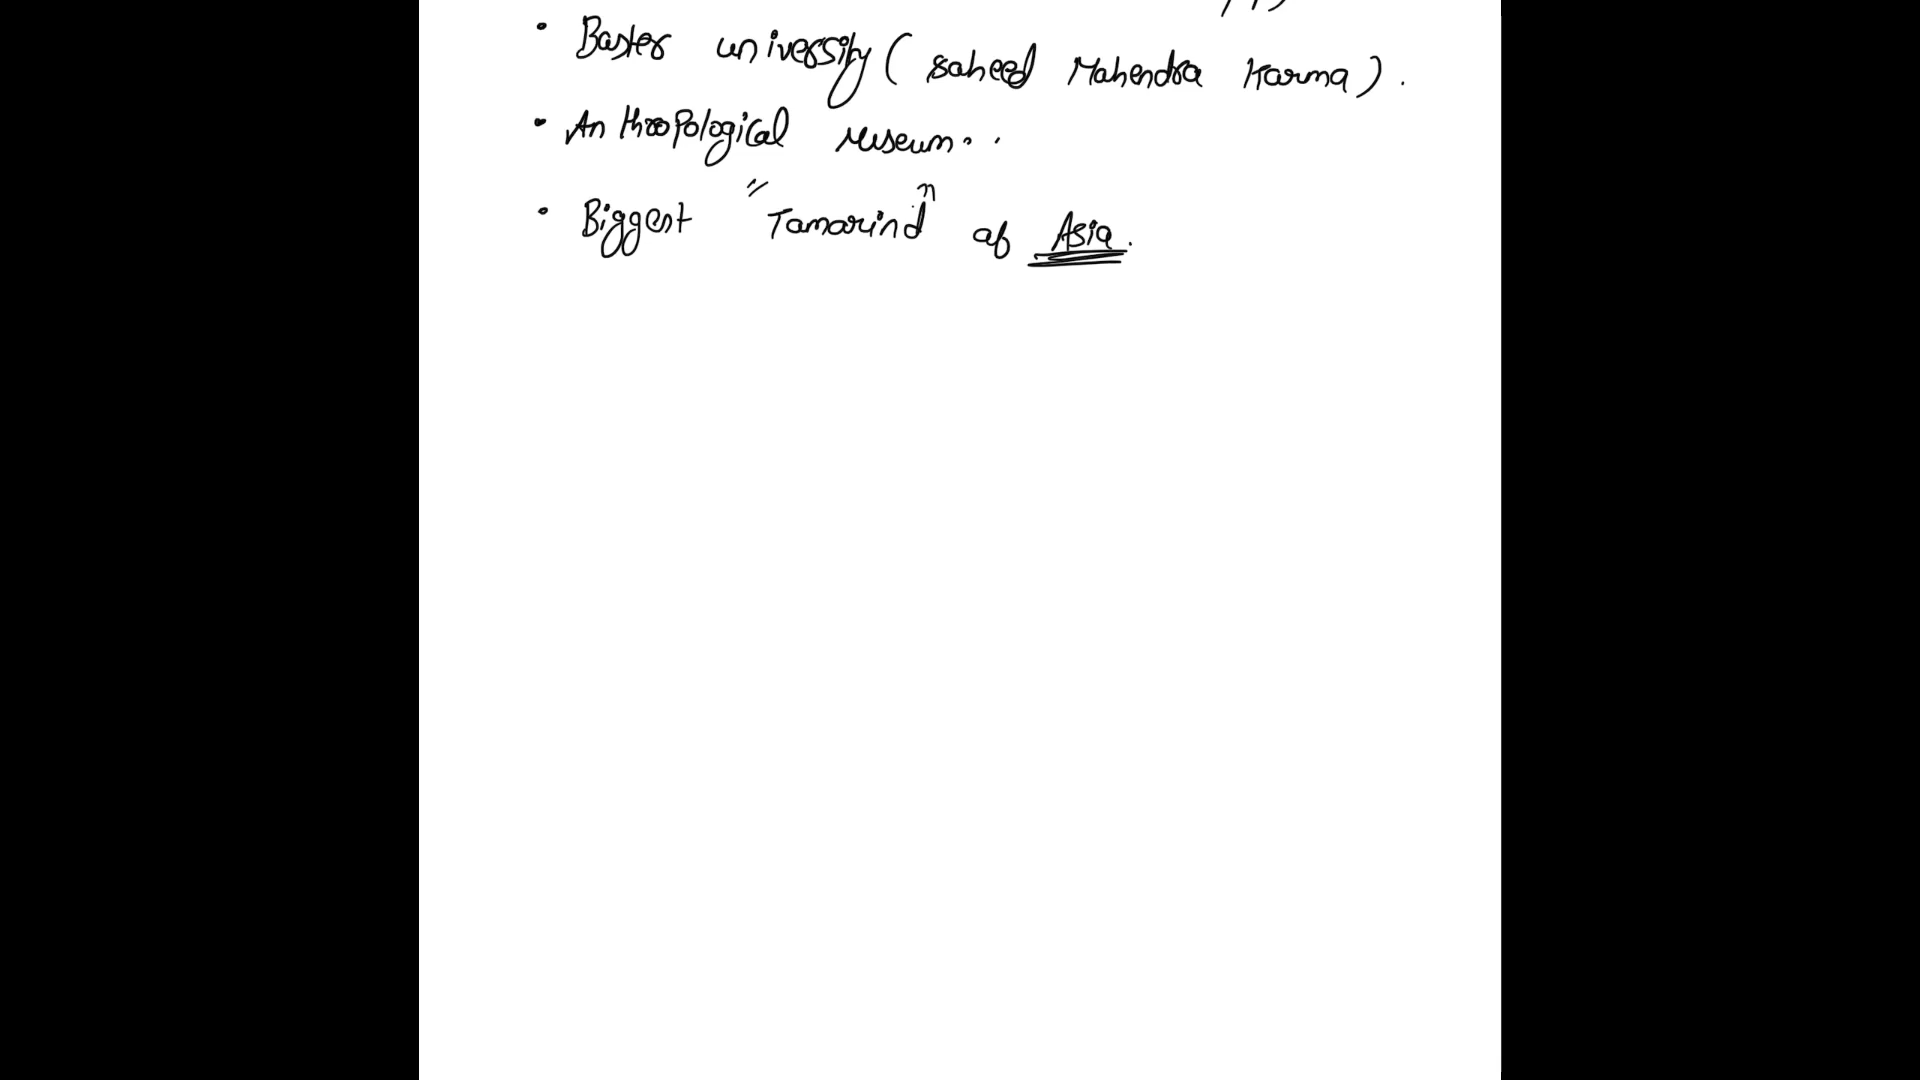 • Baster university ( saheed Mahendra Karma ) .
• Anthropological Museum . .
• Biggest "Tamarind" of Asia.